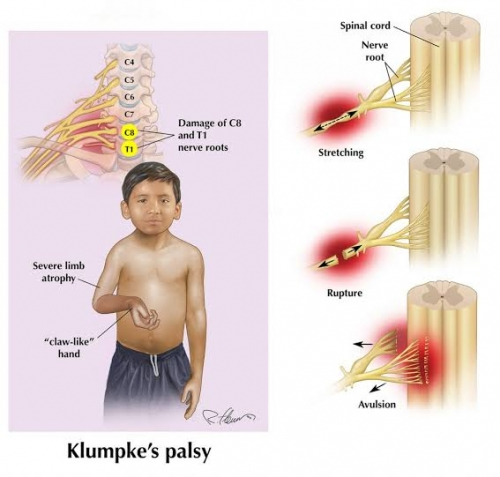 C4
C5
C6
C7
C8
T1
Damage of C8
and T1
nerve roots
Severe limb
atrophy
"claw-like"
hand
Klumpke's palsy
Spinal cord
Nerve
root
Stretching
Rupture
Avulsion